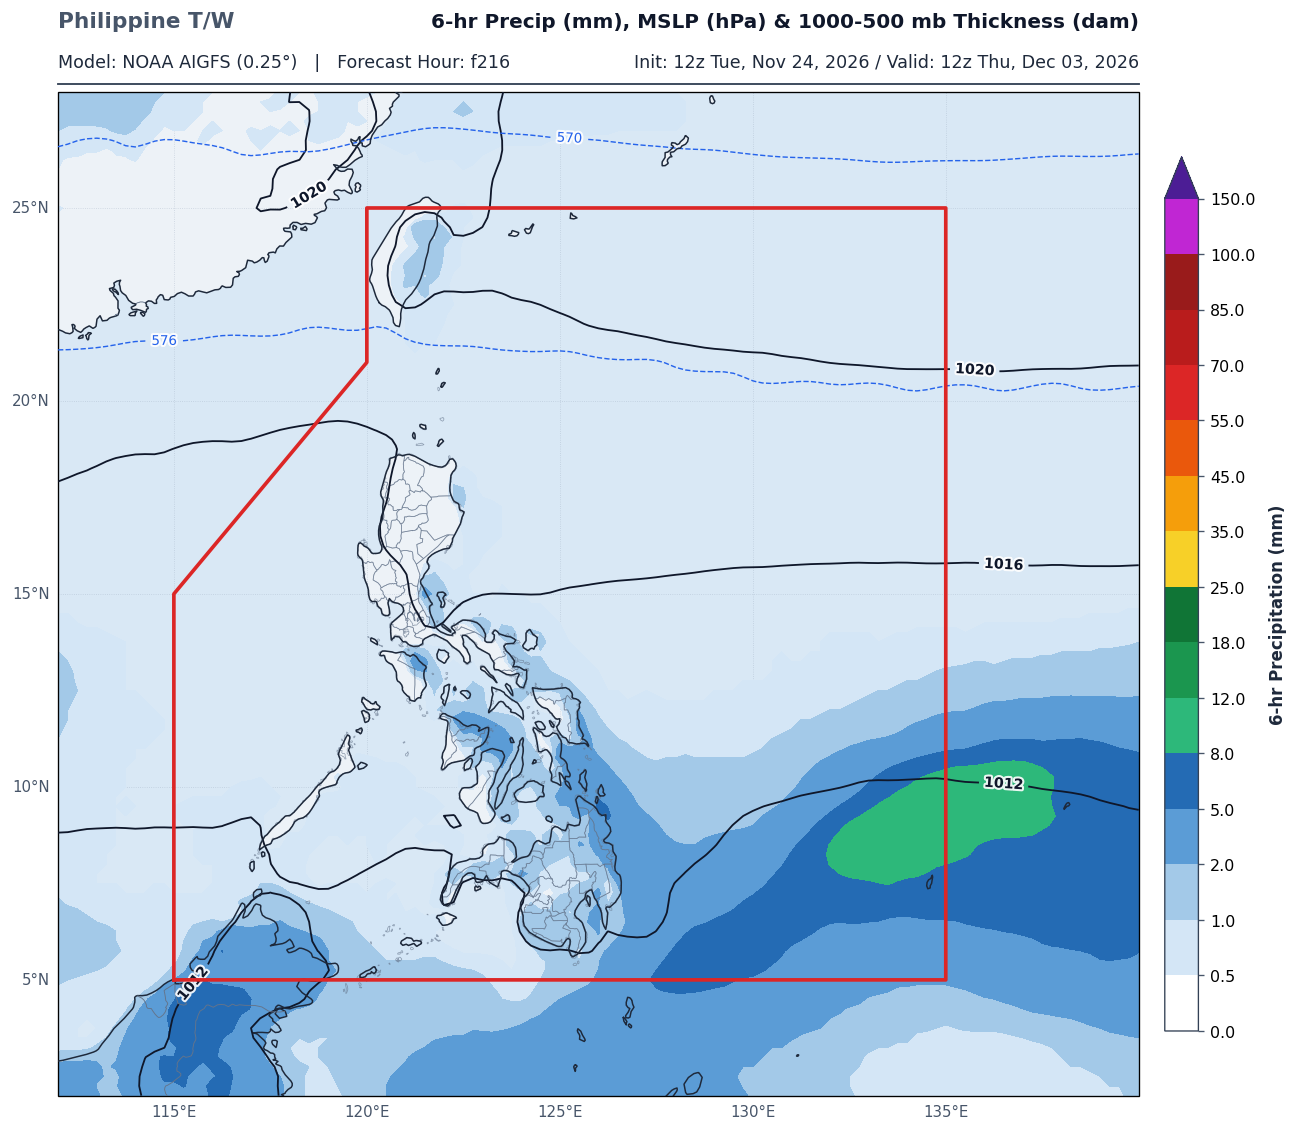 Philippine T/W
6-hr Precip (mm), MSLP (hPa) & 1000-500 mb Thickness (dam)
Model: NOAA AIGFS (0.25°) | Forecast Hour: f216
Init: 12z Tue, Nov 24, 2026 / Valid: 12z Thu, Dec 03, 2026
570
1020
25°N
576
1020
20°N
1016
15°N
1012
10°N
1012
5°N
115°E
120°E
125°E
130°E
135°E
150.0
100.0
85.0
70.0
55.0
45.0
35.0
25.0
18.0
12.0
8.0
5.0
2.0
1.0
0.5
0.0
6-hr Precipitation (mm)